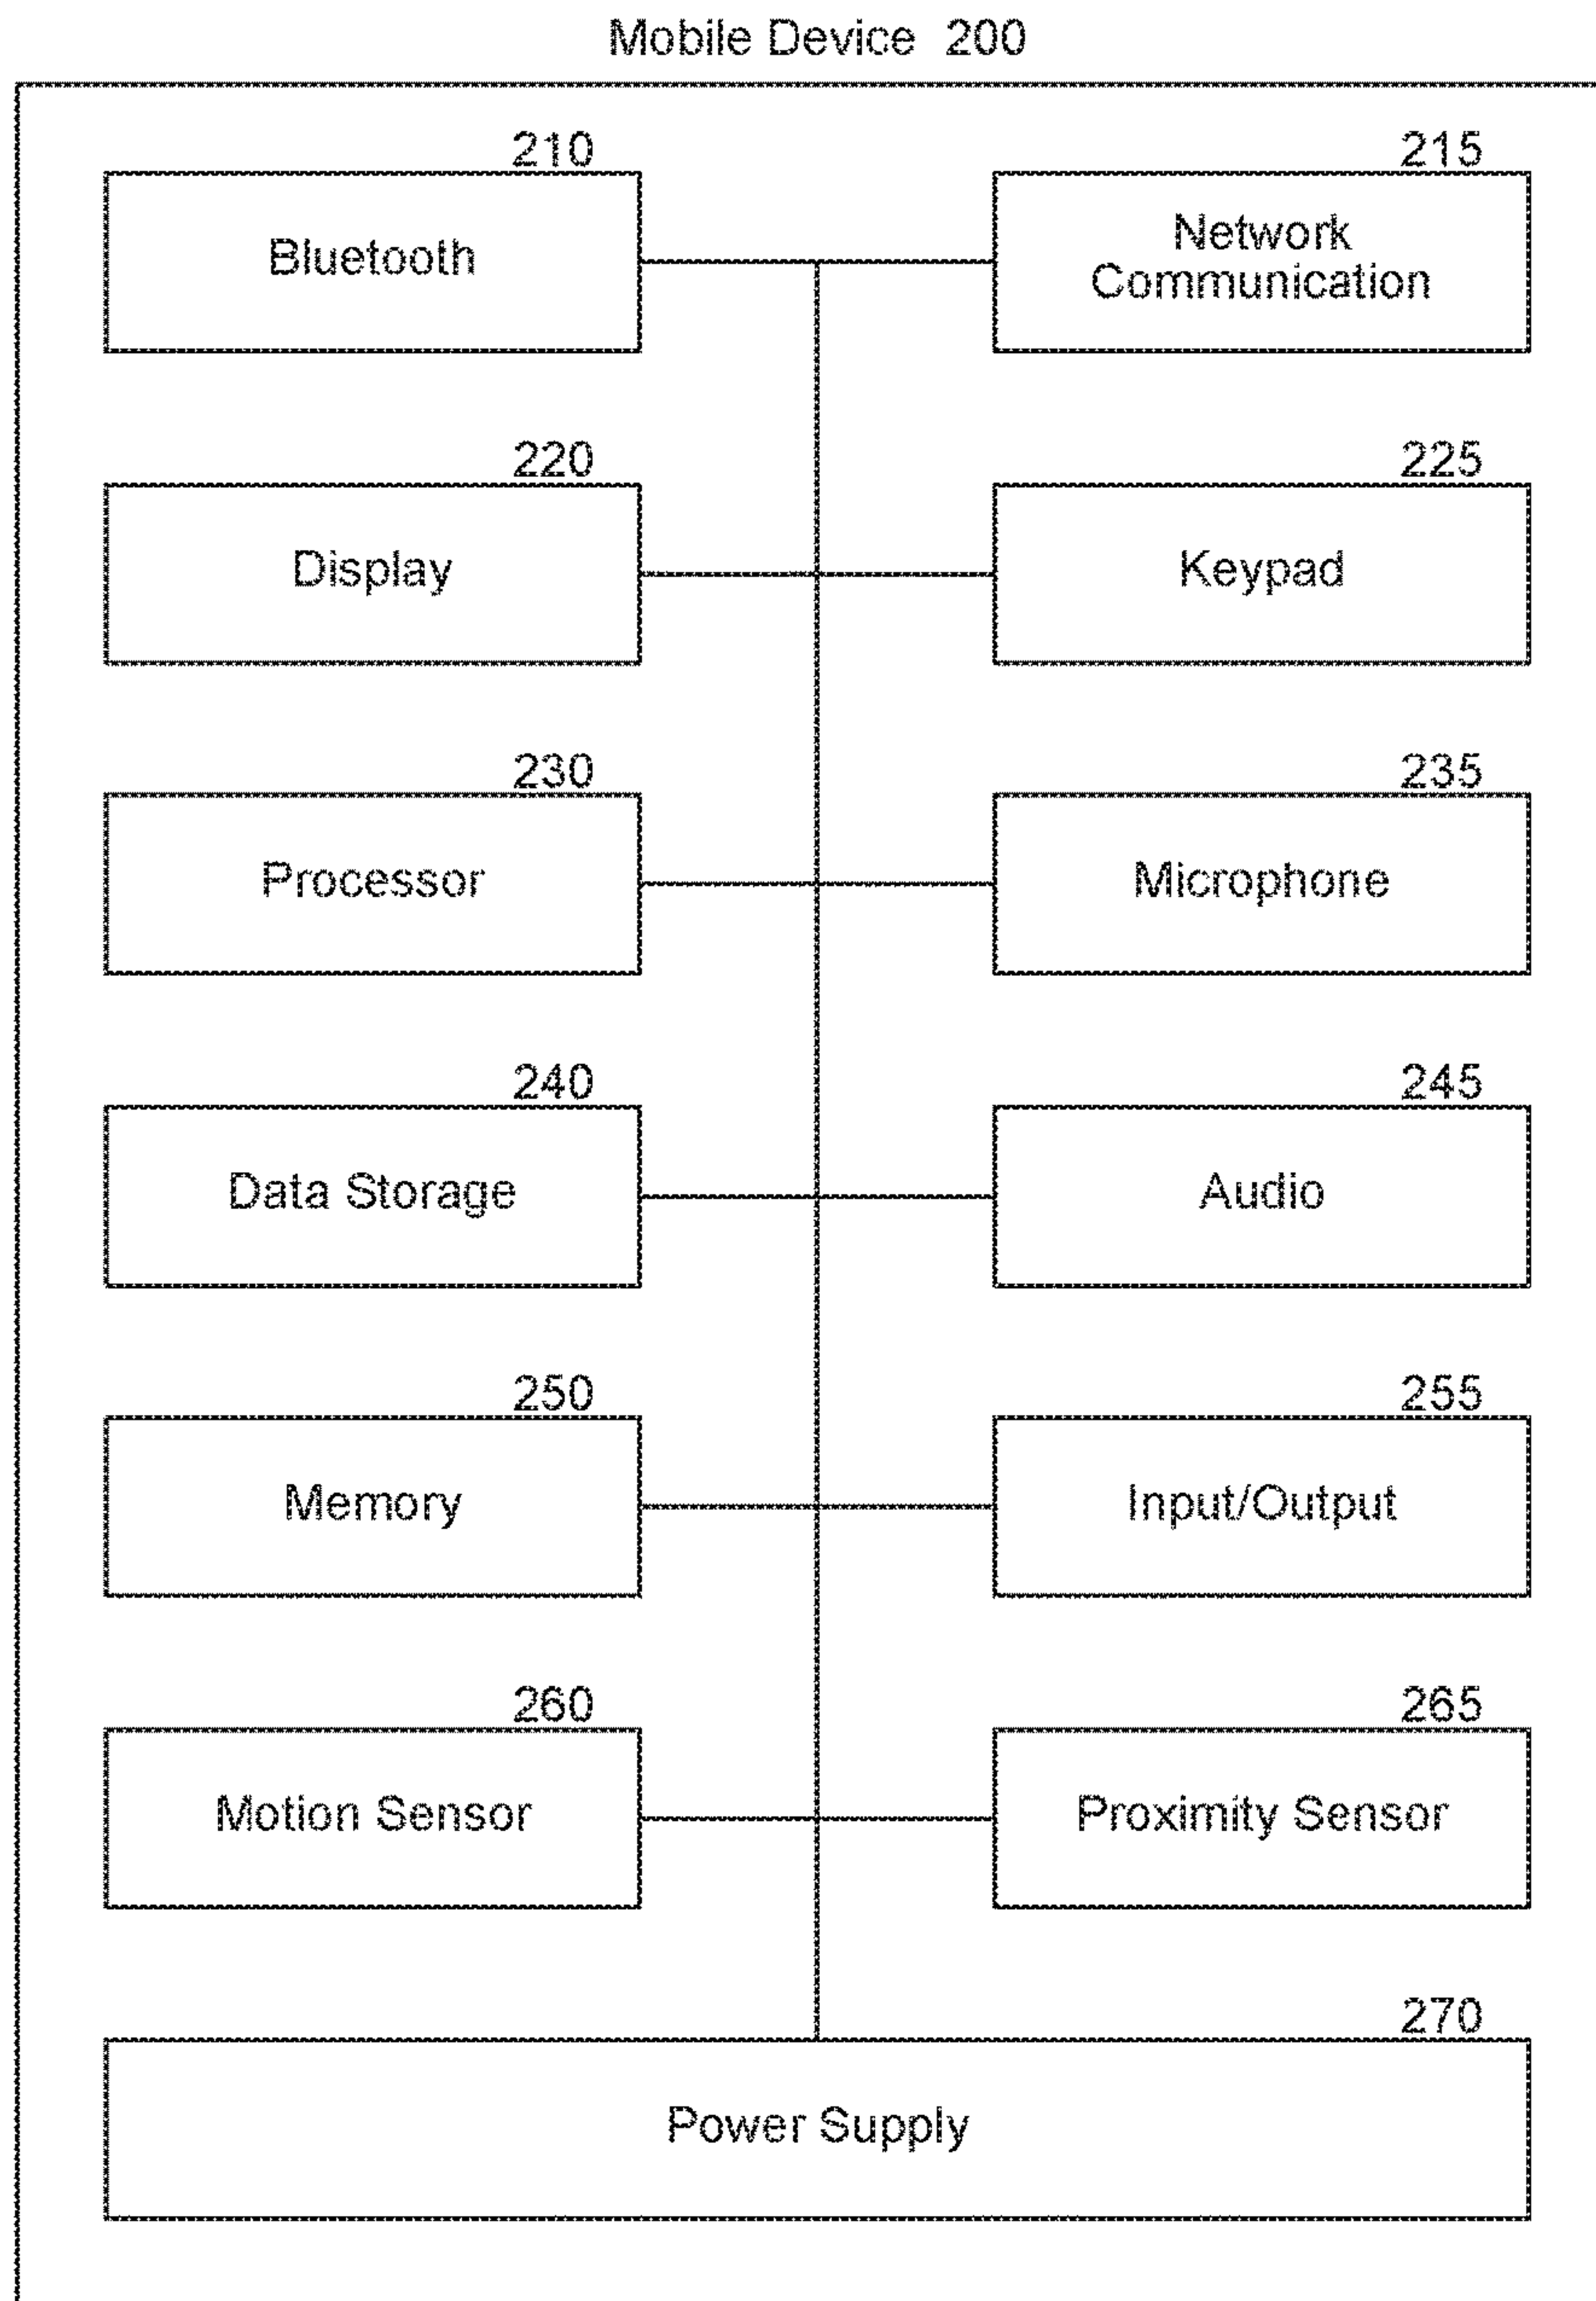 Mobile Device 200
210
215
Bluetooth
Network
Communication
220
225
Display
Keypad
230
235
Processor
Microphone
240
245
Data Storage
Audio
250
255
Memory
Input/Output
260
265
Motion Sensor
Proximity Sensor
270
Power Supply